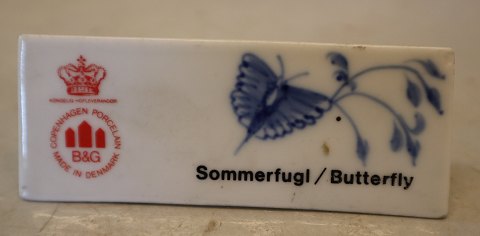 KONGELIG HOFLEVERANDØR
COPENHAGEN PORCELAIN
B&G
MADE IN DENMARK
Sommerfugl / Butterfly